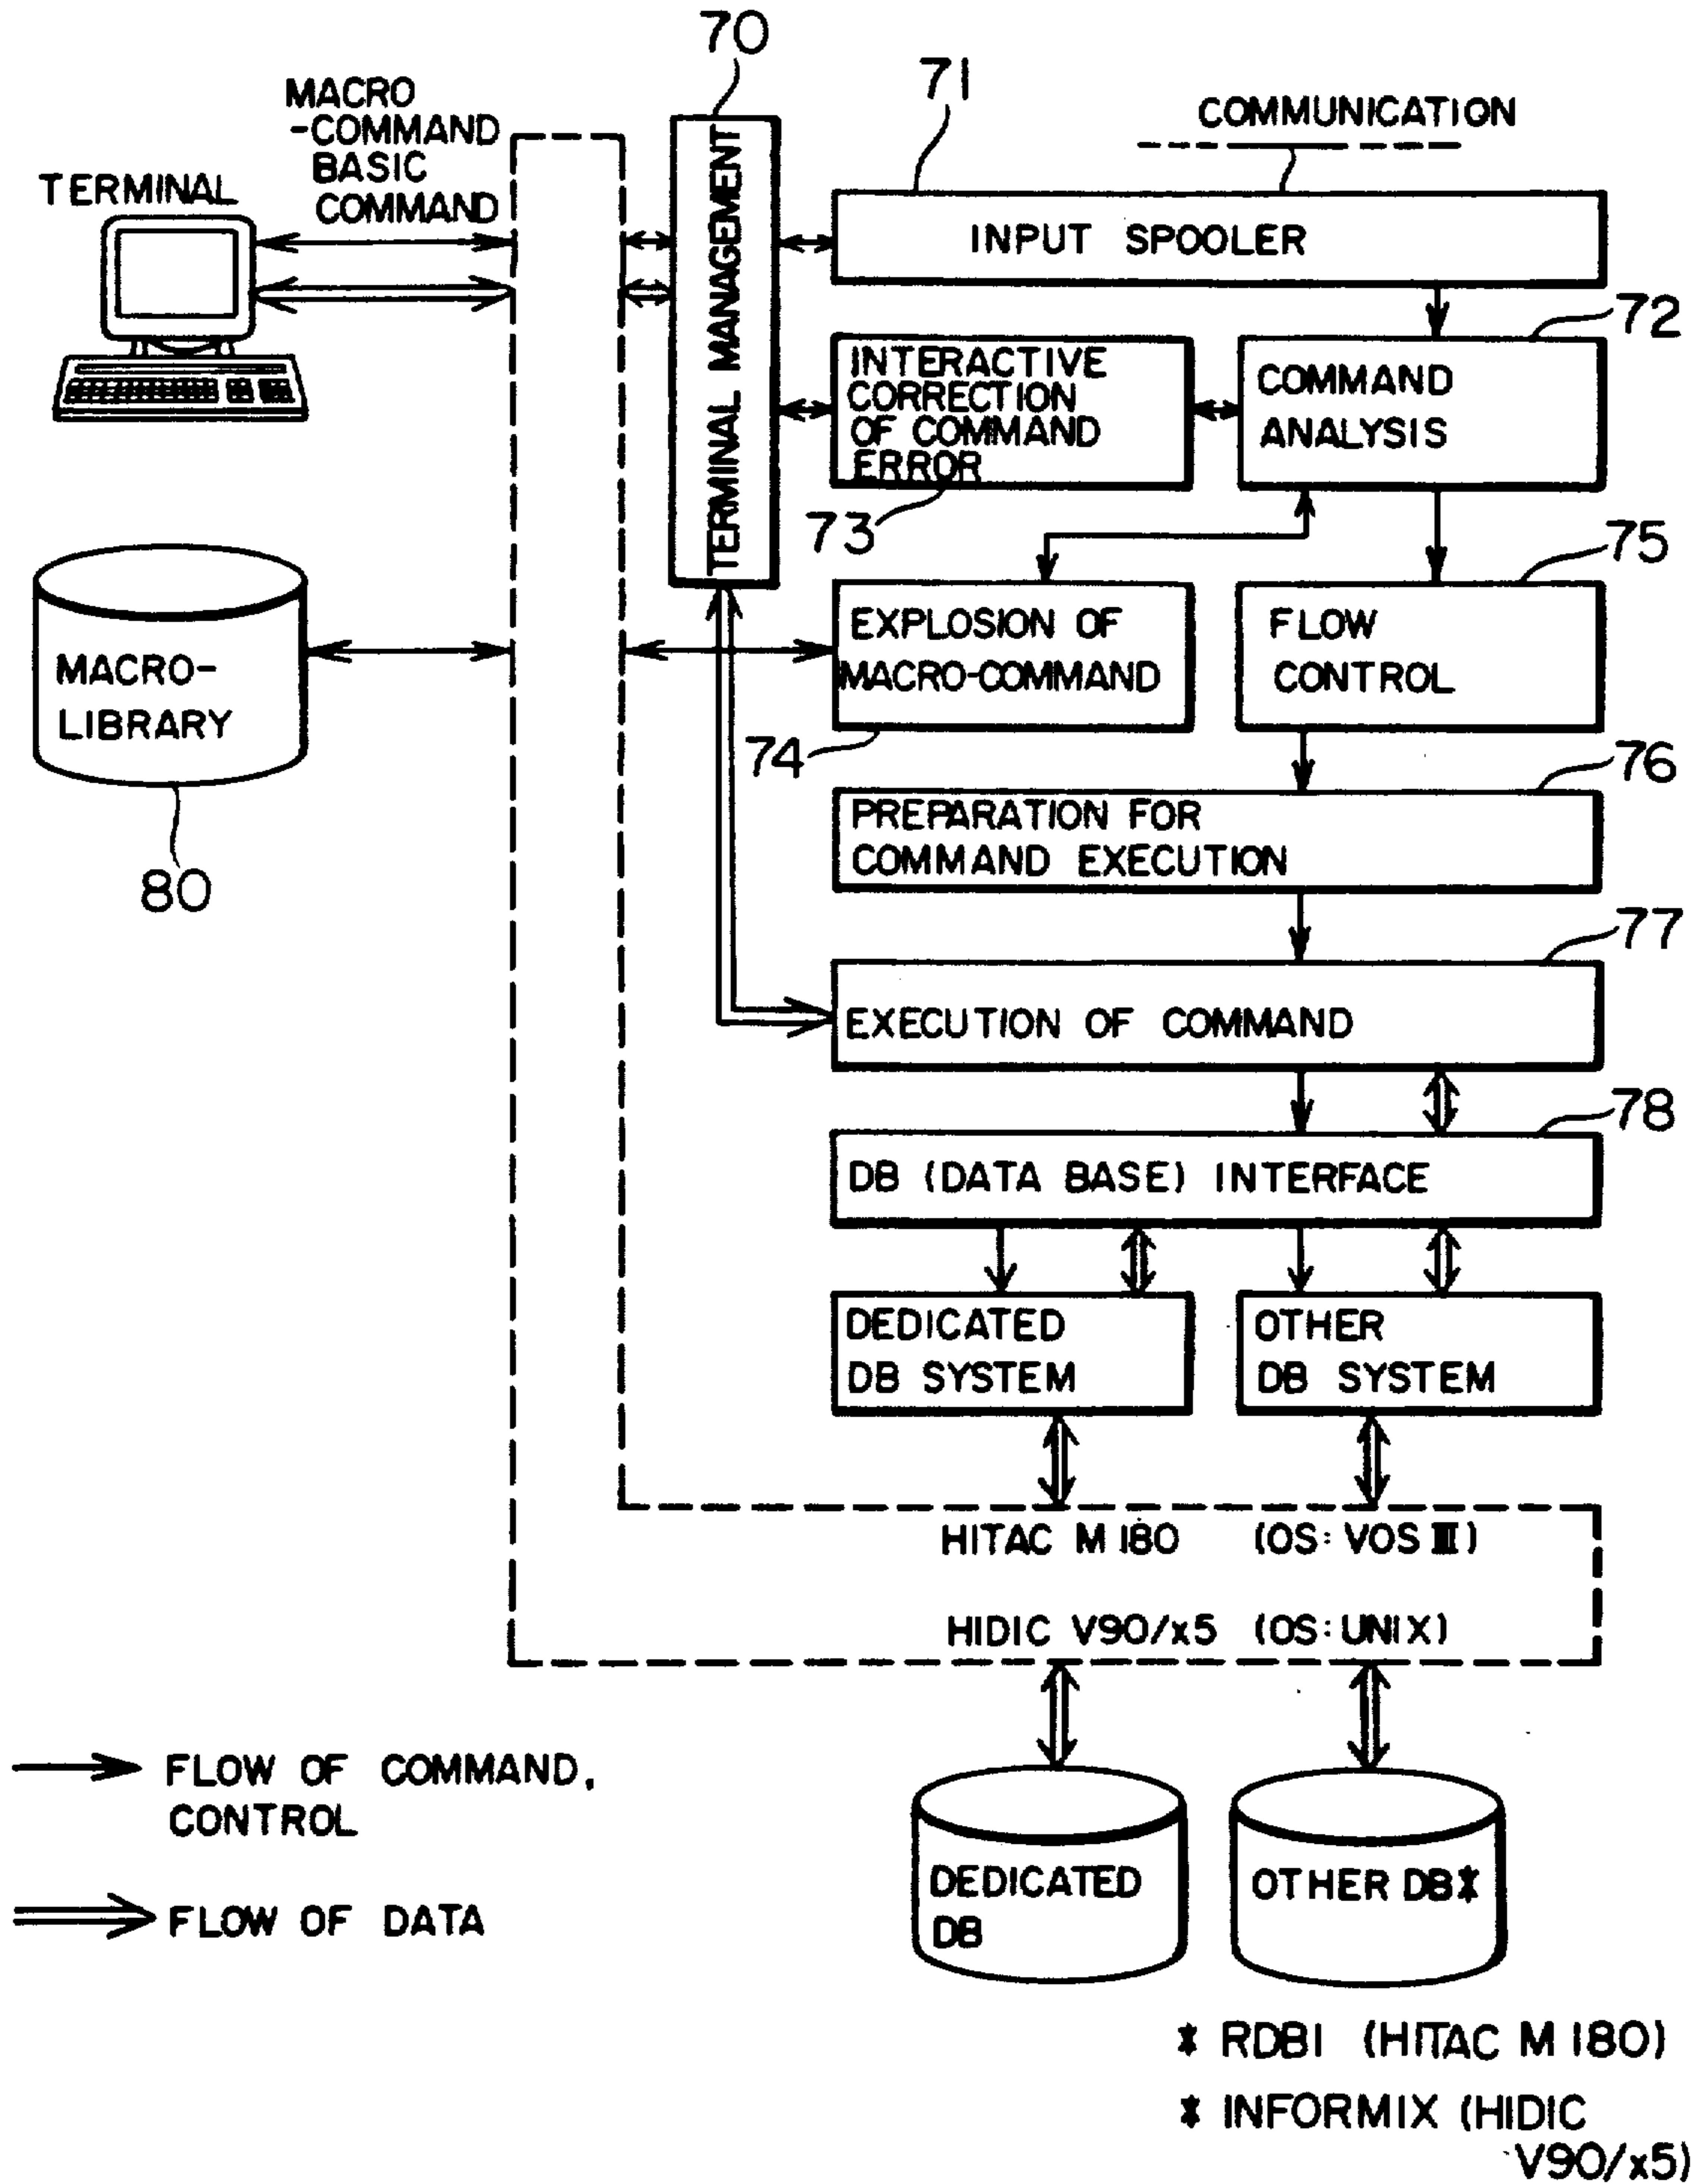 70
71
COMMUNICATION
MACRO
-COMMAND
BASIC
COMMAND
TERMINAL
TERMINAL MANAGEMENT
INPUT SPOOLER
72
INTERACTIVE
CORRECTION
OF COMMAND
ERROR
COMMAND
ANALYSIS
73
75
EXPLOSION OF
MACRO-COMMAND
FLOW
CONTROL
MACRO-
LIBRARY
74
76
80
PREPARATION FOR
COMMAND EXECUTION
77
EXECUTION OF COMMAND
78
DB (DATA BASE) INTERFACE
DEDICATED
DB SYSTEM
OTHER
DB SYSTEM
HITAC M 180 (OS: VOS III)
HIDIC V90/x5 (OS: UNIX)
FLOW OF COMMAND,
CONTROL
FLOW OF DATA
DEDICATED
DB
OTHER DB*
* RDB1 (HITAC M 180)
* INFORMIX (HIDIC
V90/x5)